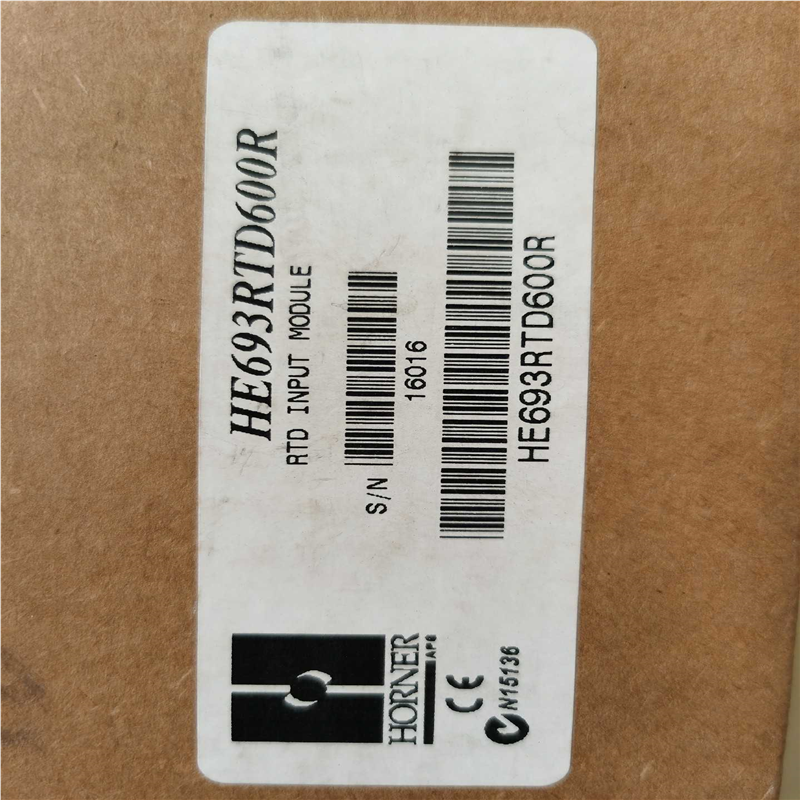 HE693RTD600R
RTD INPUT MODULE
S/N
16016
HE693RTD600R
HORNER
APG
CE
N15136